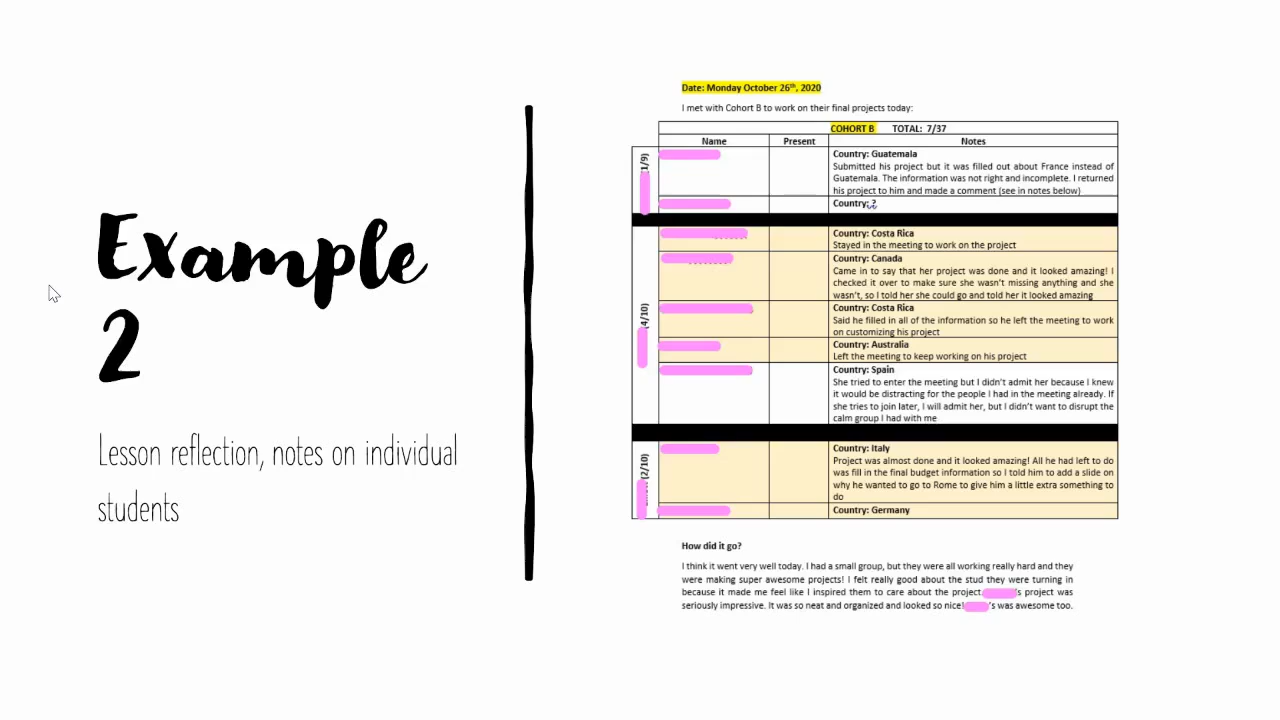 Example
2
Lesson reflection, notes on individual
students
Date: Monday October 26th, 2020
I met with Cohort B to work on their final projects today:
COHORT B TOTAL: 7/37
Name Present Notes
(1/9)
Country: Guatemala
Submitted his project but it was filled out about France instead of
Guatemala. The information was not right and incomplete. I returned
his project to him and made a comment (see in notes below)
Country: ?
(4/10)
Country: Costa Rica
Stayed in the meeting to work on the project
Country: Canada
Came in to say that her project was done and it looked amazing! I
checked it over to make sure she wasn't missing anything and she
wasn't, so I told her she could go and told her it looked amazing
Country: Costa Rica
Said he filled in all of the information so he left the meeting to work
on customizing his project
Country: Australia
Left the meeting to keep working on his project
Country: Spain
She tried to enter the meeting but I didn't admit her because I knew
it would be distracting for the people I had in the meeting already. If
she tries to join later, I will admit her, but I didn't want to disrupt the
calm group I had with me
(2/10)
Country: Italy
Project was almost done and it looked amazing! All he had left to do
was fill in the final budget information so I told him to add a slide on
why he wanted to go to Rome to give him a little extra something to
do
Country: Germany
How did it go?
I think it went very well today. I had a small group, but they were all working really hard and they
were making super awesome projects! I felt really good about the stud they were turning in
because it made me feel like I inspired them to care about the project. 's project was
seriously impressive. It was so neat and organized and looked so nice! 's was awesome too.